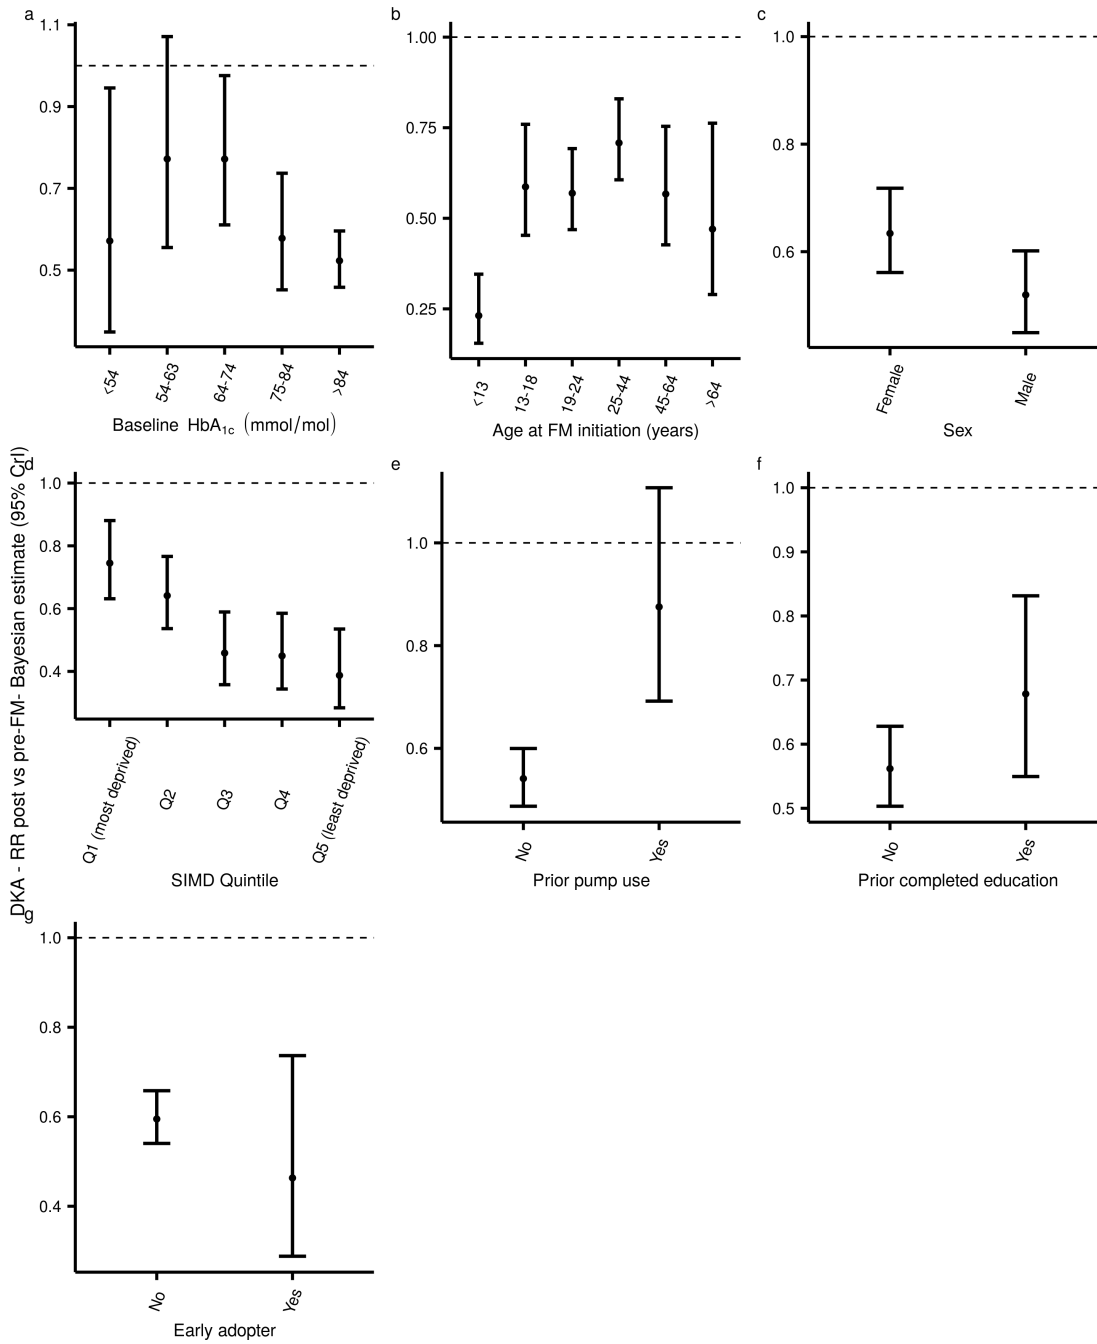 a
1.1
0.9
0.7
0.5
<54
54-63
64-74
75-84
>84
Baseline HbA1c (mmol/mol)
b
1.00
0.75
0.50
0.25
<13
13-18
19-24
25-44
45-64
>64
Age at FM initiation (years)
c
1.0
0.8
0.6
Female
Male
Sex
DKA - RR post vs pre-FM- Bayesian estimate (95% CrI)
d
1.0
0.8
0.6
0.4
Q1 (most deprived)
Q2
Q3
Q4
Q5 (least deprived)
SIMD Quintile
e
1.0
0.8
0.6
No
Yes
Prior pump use
f
1.0
0.9
0.8
0.7
0.6
0.5
No
Yes
Prior completed education
g
1.0
0.8
0.6
0.4
No
Yes
Early adopter